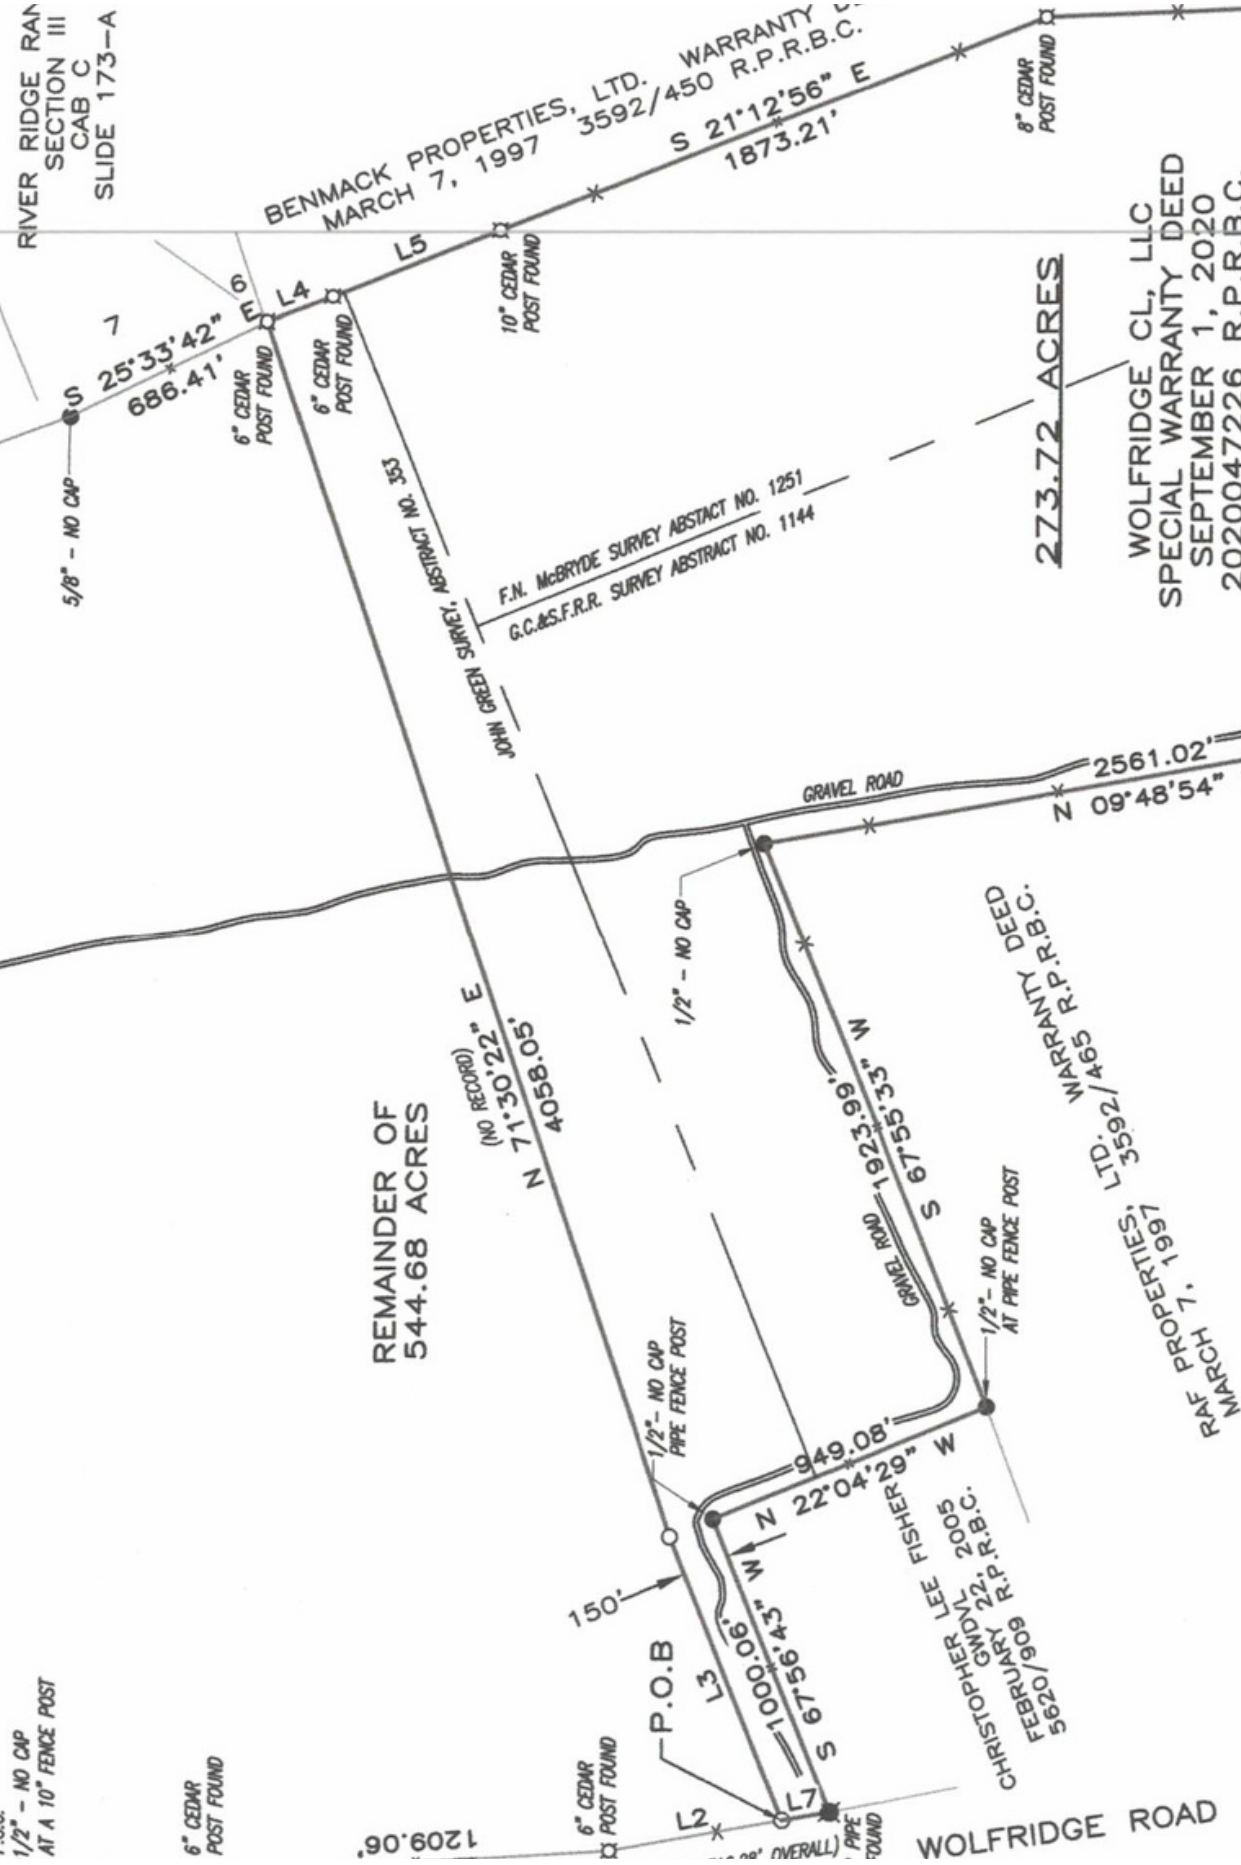 RIVER RIDGE RAN
SECTION III
CAB C
SLIDE 173-A
BENMACK PROPERTIES, LTD. WARRANTY
MARCH 7, 1997 3592/450 R.P.R.B.C.
S 21°12'56" E
1873.21'
8" CEDAR
POST FOUND
L5
10" CEDAR
POST FOUND
6
L4
7
S 25°33'42" E
686.41'
6" CEDAR
POST FOUND
6" CEDAR
POST FOUND
5/8" - NO CAP
JOHN GREEN SURVEY, ABSTRACT NO. 353
F.N. McBRYDE SURVEY ABSTACT NO. 1251
G.C.&S.F.R.R. SURVEY ABSTRACT NO. 1144
273.72 ACRES
WOLFRIDGE CL, LLC
SPECIAL WARRANTY DEED
SEPTEMBER 1, 2020
2020047226 R.P.R.B.C.
GRAVEL ROAD
2561.02'
N 09°48'54"
1/2" - NO CAP
(NO RECORD)
N 71°30'22" E
4058.05'
REMAINDER OF
544.68 ACRES
1923.99'
S 67°55'33" W
GRAVEL ROAD
RAF PROPERTIES, LTD. WARRANTY DEED
MARCH 7, 1997 3592/465 R.P.R.B.C.
1/2"- NO CAP
AT PIPE FENCE POST
1/2"- NO CAP
PIPE FENCE POST
949.08'
N 22°04'29" W
150'
P.O.B
L3
1000.06'
S 67°56'43" W
CHRISTOPHER LEE FISHER
GWDVL
FEBRUARY 22, 2005
5620/909 R.P.R.B.C.
1/2" - NO CAP
AT A 10" FENCE POST
6" CEDAR
POST FOUND
6" CEDAR
POST FOUND
1209.06'
L2
L7
OVERALL)
PIPE
FOUND
WOLFRIDGE ROAD